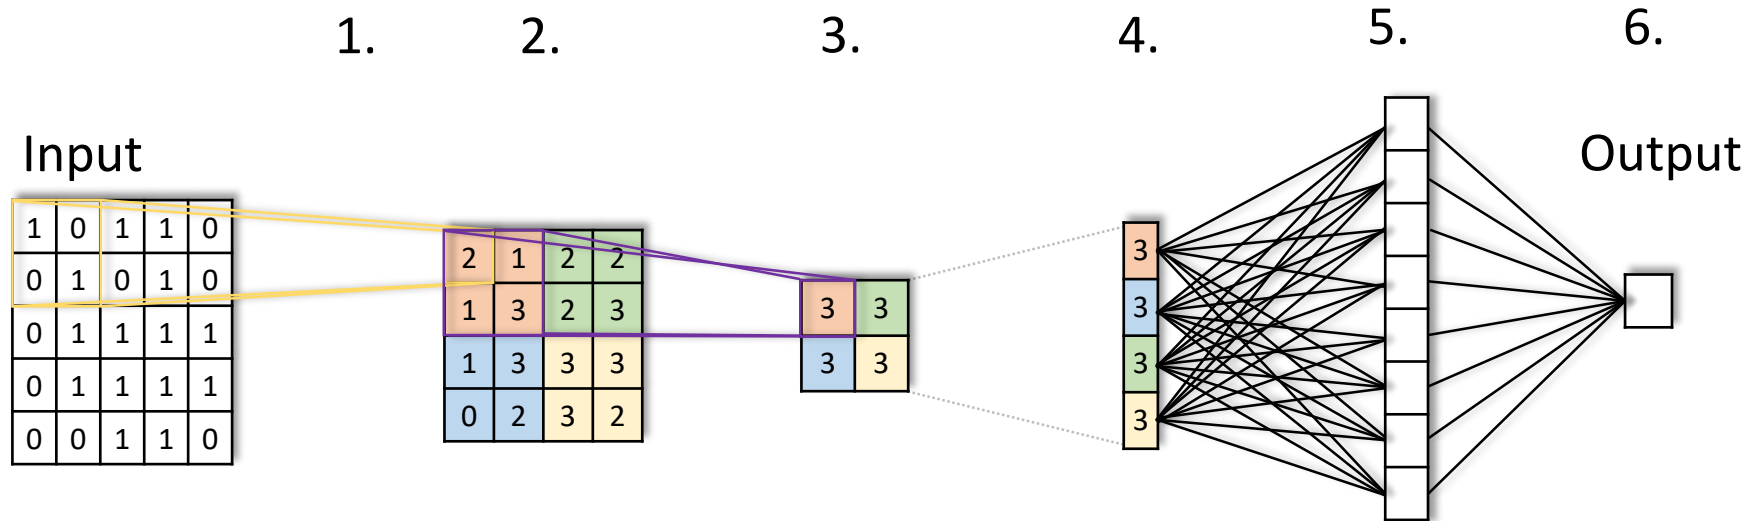 1. 2. 3. 4. 5. 6.
Input
Output
1 0 1 1 0
0 1 0 1 0
0 1 1 1 1
0 1 1 1 1
0 0 1 1 0
2 1 2 2
1 3 2 3
1 3 3 3
0 2 3 2
3 3
3 3
3
3
3
3